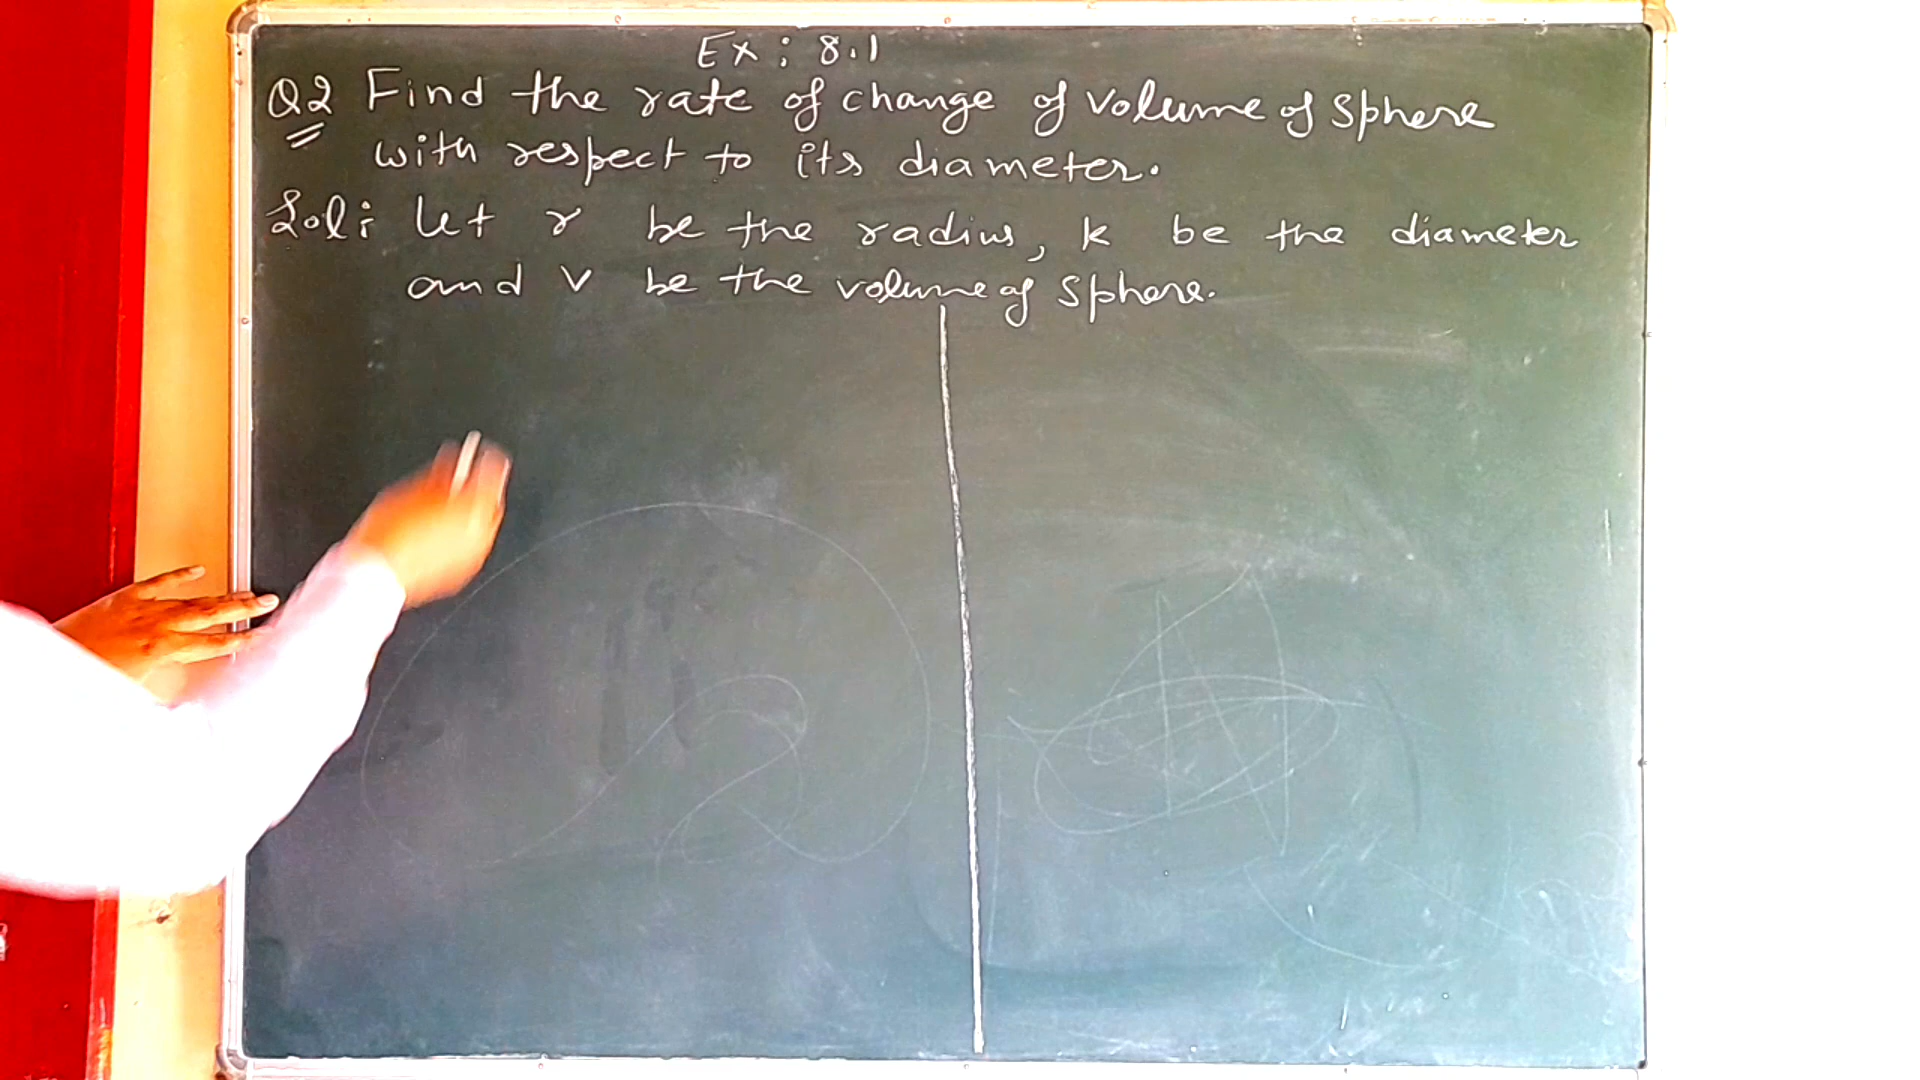 Ex ; 8.1
Q2 Find the rate of change of volume of sphere
with respect to its diameter.
Sol: let r be the radius, k be the diameter
and v be the volume of sphere.